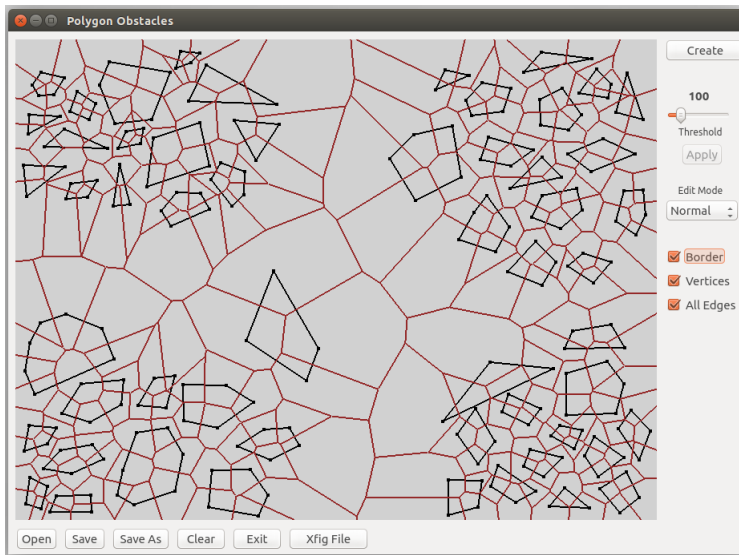 Polygon Obstacles
Create
100
Threshold
Apply
Edit Mode
Normal
Border
Vertices
All Edges
Open Save Save As Clear Exit Xfig File